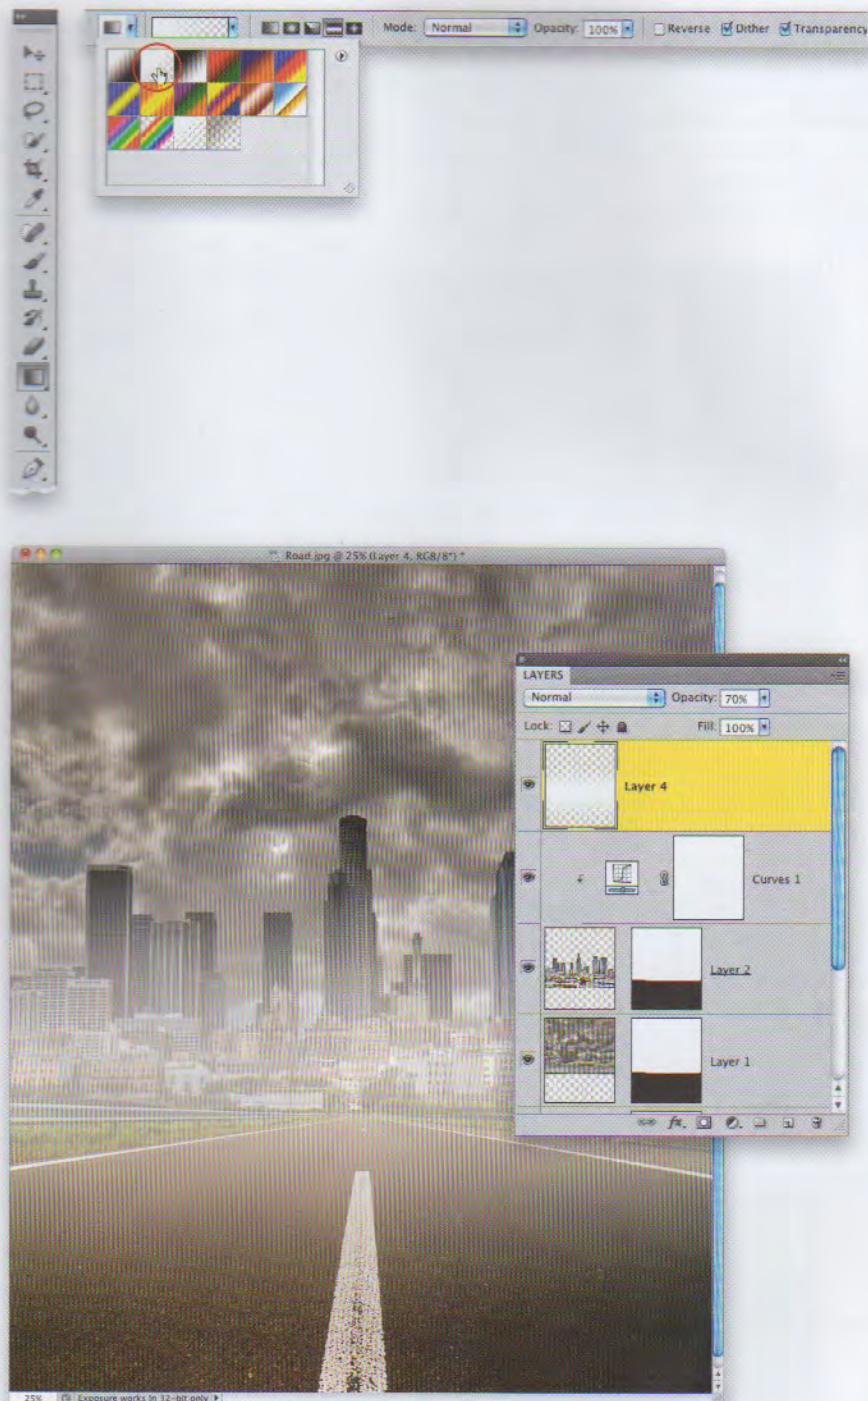 Mode: Normal Opacity: 100% Reverse Dither Transparency
Road.jpg @ 25% (Layer 4, RGB/8*) *
LAYERS
Normal Opacity: 70%
Lock: Fill: 100%
Layer 4
Curves 1
Layer 2
Layer 1
25% Exposure works in 32-bit only